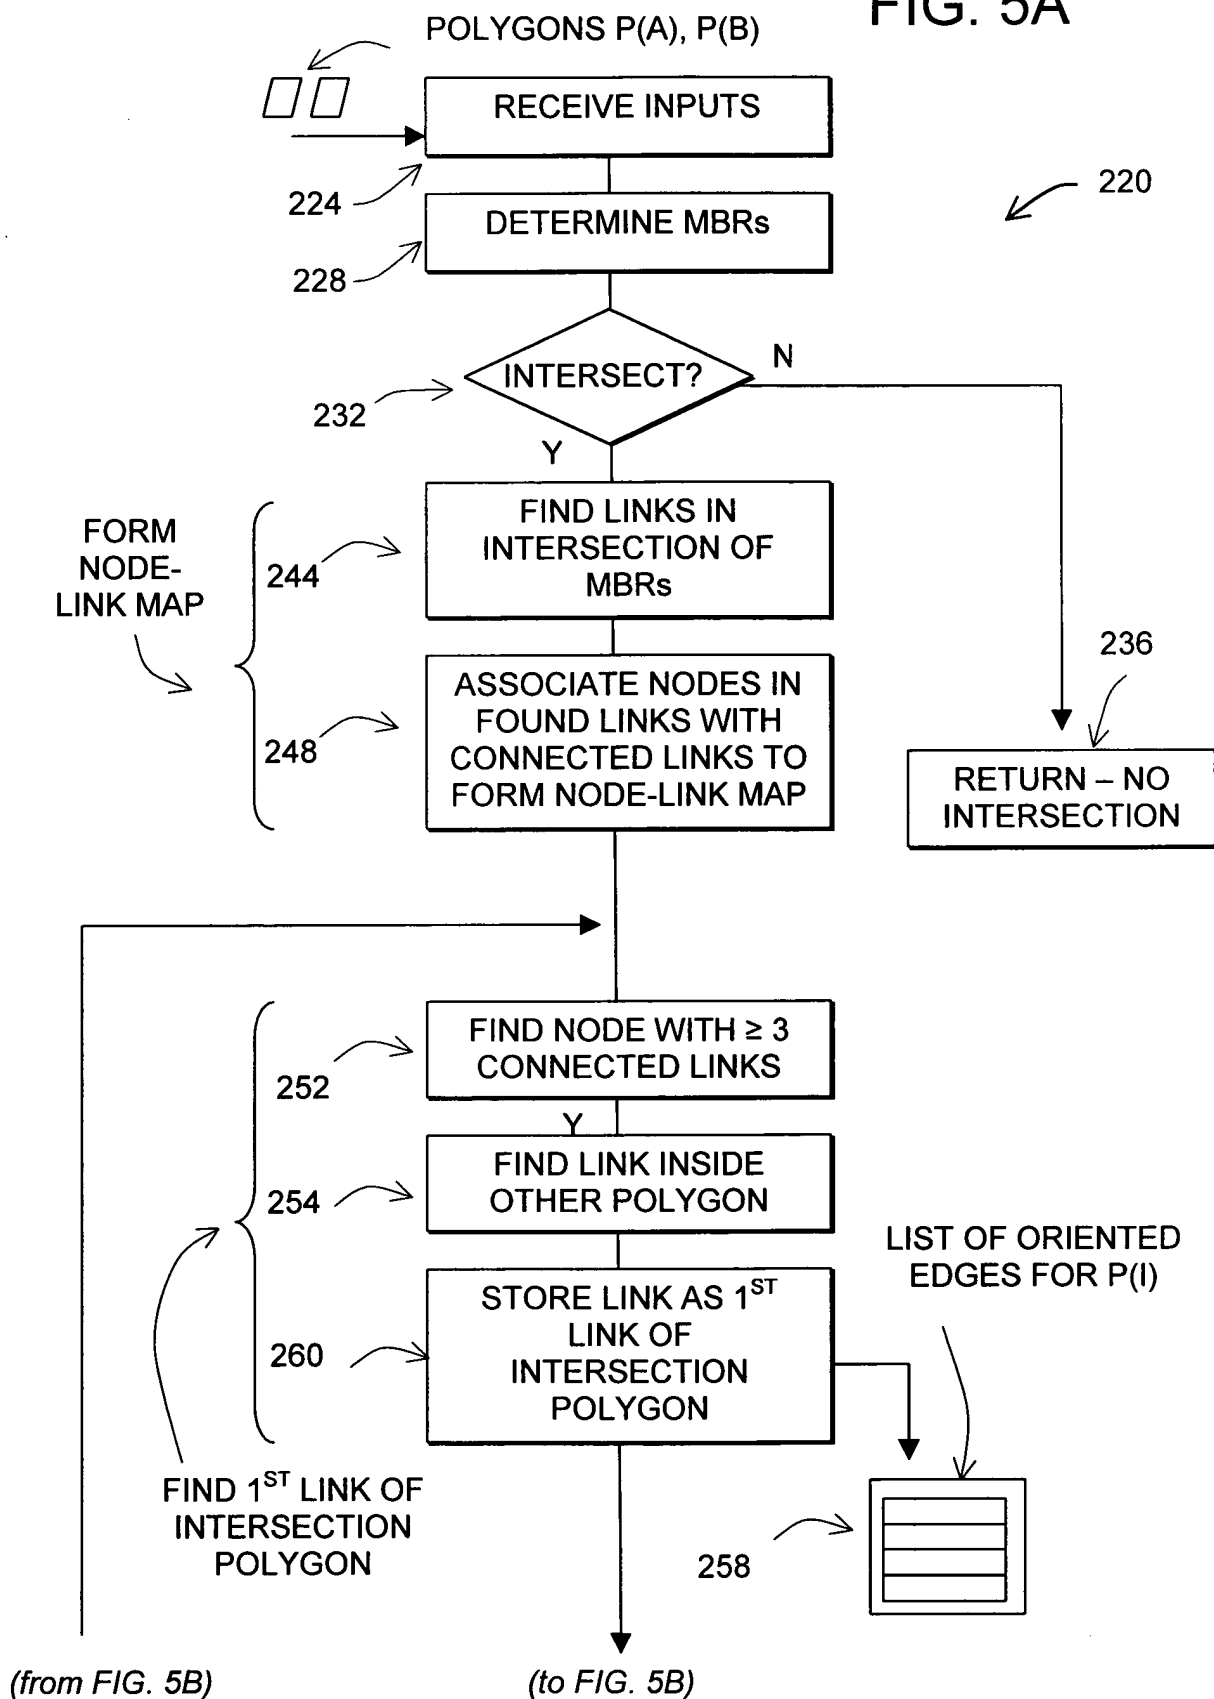 FIG. 5A
POLYGONS P(A), P(B)
RECEIVE INPUTS
224
220
DETERMINE MBRs
228
INTERSECT?
N
232
Y
FIND LINKS IN
INTERSECTION OF
MBRs
FORM
NODE-
LINK MAP
244
236
ASSOCIATE NODES IN
FOUND LINKS WITH
CONNECTED LINKS TO
FORM NODE-LINK MAP
248
RETURN – NO
INTERSECTION
FIND NODE WITH ≥ 3
CONNECTED LINKS
252
Y
FIND LINK INSIDE
OTHER POLYGON
254
LIST OF ORIENTED
EDGES FOR P(I)
STORE LINK AS 1ST
LINK OF
INTERSECTION
POLYGON
260
FIND 1ST LINK OF
INTERSECTION
POLYGON
258
(from FIG. 5B)
(to FIG. 5B)